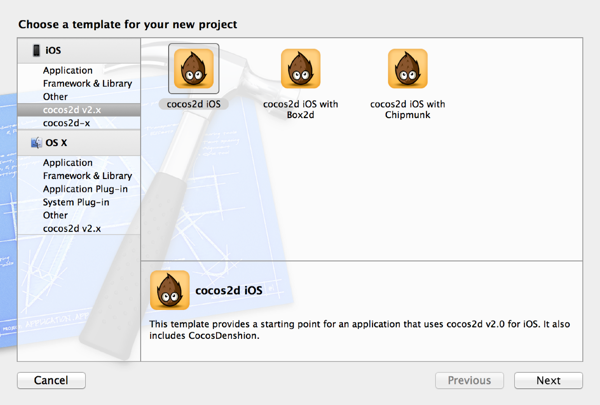 Choose a template for your new project
iOS
Application
Framework & Library
Other
cocos2d v2.x
cocos2d-x
OS X
Application
Framework & Library
Application Plug-in
System Plug-in
Other
cocos2d v2.x
cocos2d iOS
cocos2d iOS with
Box2d
cocos2d iOS with
Chipmunk
cocos2d iOS
This template provides a starting point for an application that uses cocos2d v2.0 for iOS. It also
includes CocosDenshion.
Cancel
Previous
Next